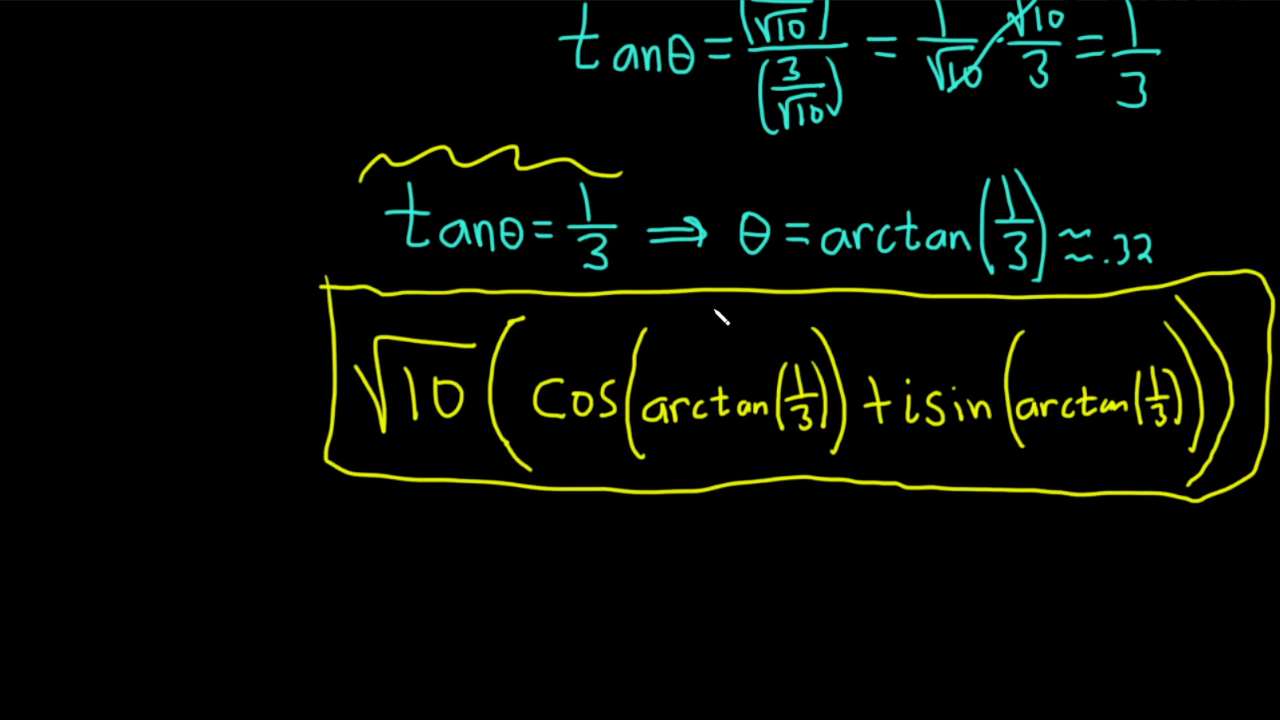 tanθ = (√10) / (3/√10) = 1/√10 · √10/3 = 1/3
tanθ = 1/3 ⟹ θ = arctan(1/3) ≈ .32
√10 (cos(arctan(1/3)) + i sin(arctan(1/3)))